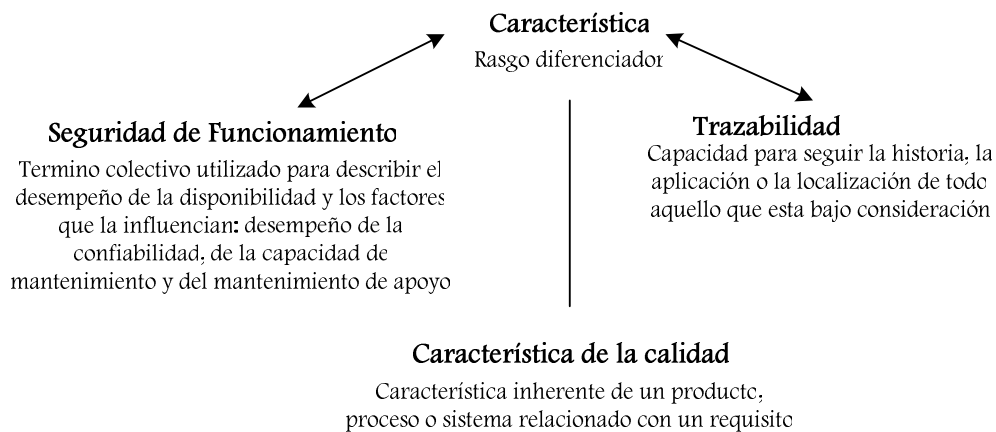 Característica
Rasgo diferenciador
Seguridad de Funcionamiento
Termino colectivo utilizado para describir el
desempeño de la disponibilidad y los factores
que la influencian: desempeño de la
confiabilidad, de la capacidad de
mantenimiento y del mantenimiento de apoyo
Trazabilidad
Capacidad para seguir la historia, la
aplicación o la localización de todo
aquello que esta bajo consideración
Característica de la calidad
Característica inherente de un producto,
proceso o sistema relacionado con un requisito